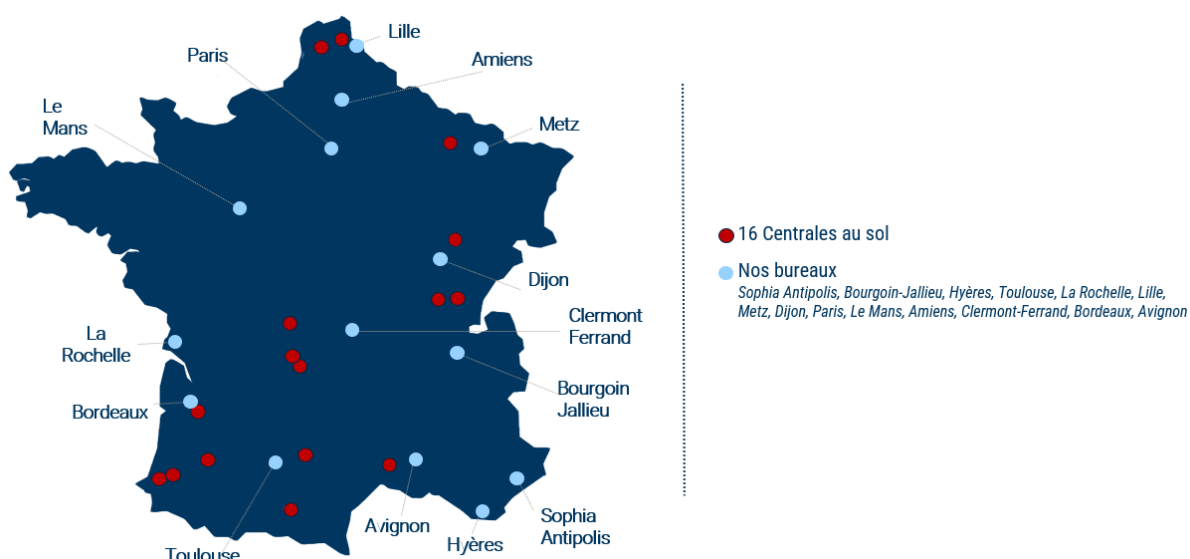 Lille
Paris
Amiens
Le
Mans
Metz
Dijon
Clermont
Ferrand
La
Rochelle
Bourgoin
Jallieu
Bordeaux
Avignon
Sophia
Antipolis
Hyères
Toulouse
16 Centrales au sol
Nos bureaux
Sophia Antipolis, Bourgoin-Jallieu, Hyères, Toulouse, La Rochelle, Lille,
Metz, Dijon, Paris, Le Mans, Amiens, Clermont-Ferrand, Bordeaux, Avignon